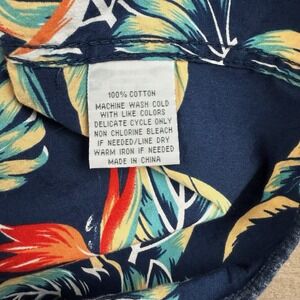 100% COTTON
MACHINE WASH COLD
WITH LIKE COLORS
DELICATE CYCLE ONLY
NON CHLORINE BLEACH
IF NEEDED/LINE DRY
WARM IRON IF NEEDED
MADE IN CHINA